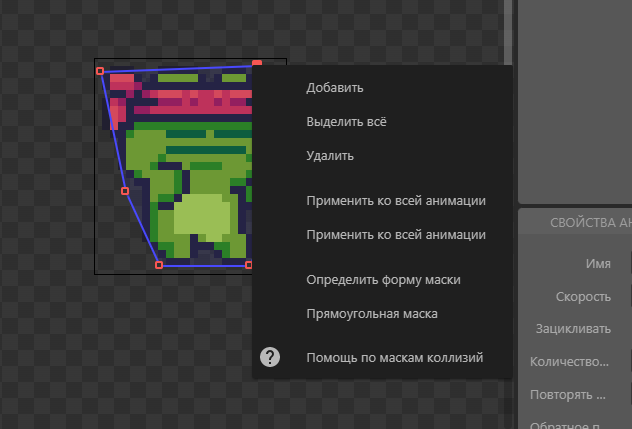 Добавить
Выделить всё
Удалить
Применить ко всей анимации
Применить ко всей анимации
Определить форму маски
Прямоугольная маска
? Помощь по маскам коллизий
СВОЙСТВА АН
Имя
Скорость
Зацикливать
Количество...
Повторять ...
Обратное п...